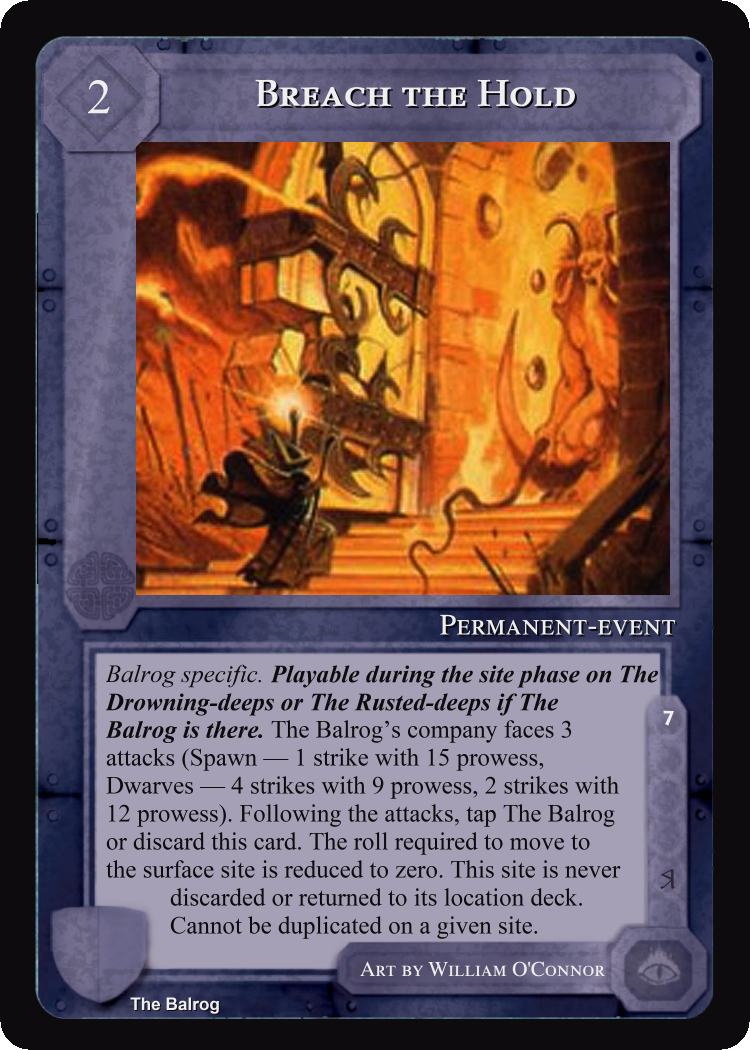 2
Breach the Hold
Permanent-event
Balrog specific. Playable during the site phase on The
Drowning-deeps or The Rusted-deeps if The
Balrog is there. The Balrog’s company faces 3
attacks (Spawn — 1 strike with 15 prowess,
Dwarves — 4 strikes with 9 prowess, 2 strikes with
12 prowess). Following the attacks, tap The Balrog
or discard this card. The roll required to move to
the surface site is reduced to zero. This site is never
discarded or returned to its location deck.
Cannot be duplicated on a given site.
7
Art by William O'Connor
The Balrog